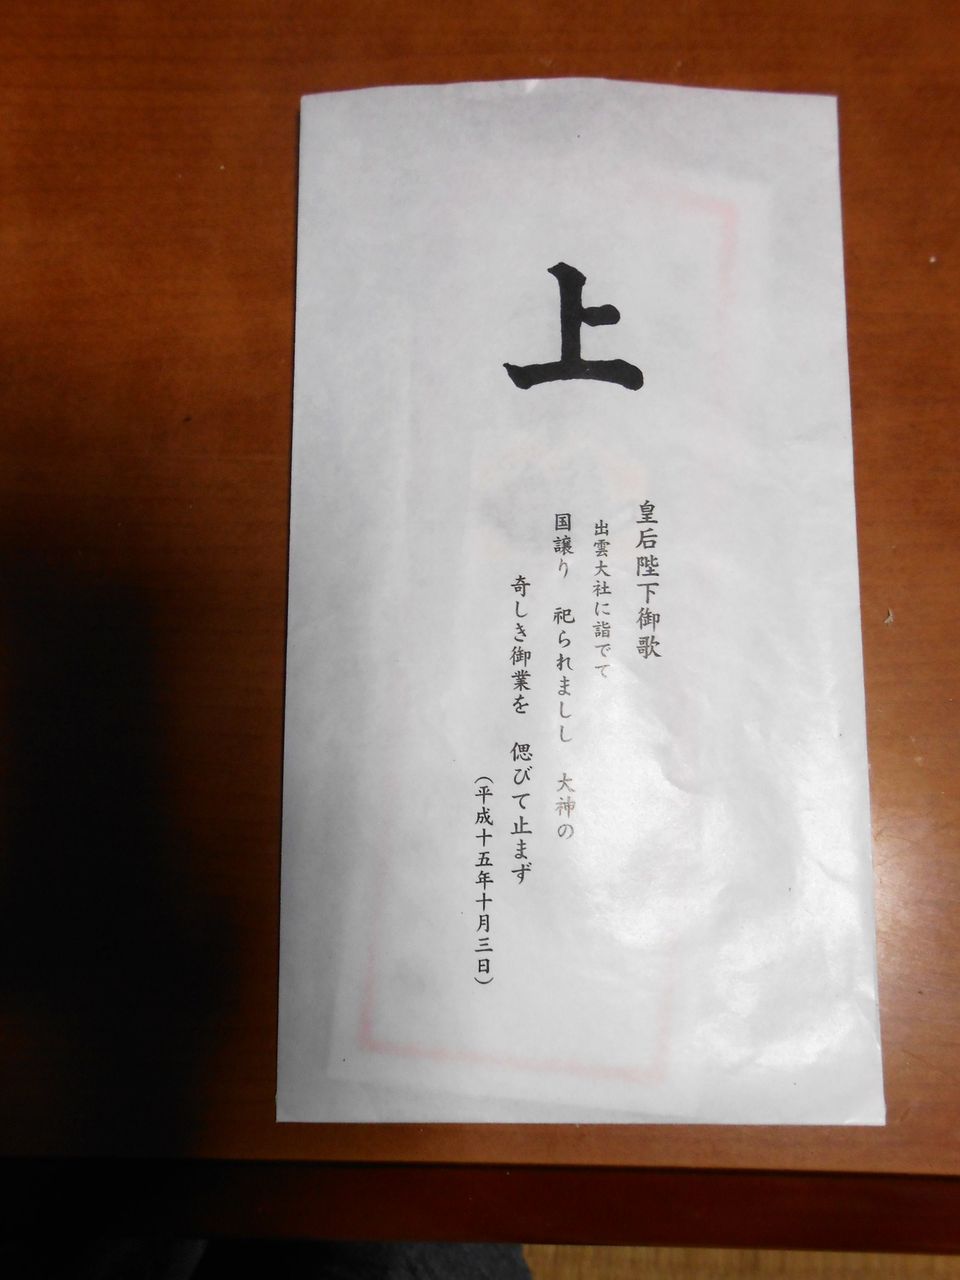 上
皇后陛下御歌
出雲大社に詣でて
国譲り 祀られましし 大神の
奇しき御業を 偲びて止まず
（平成十五年十月三日）